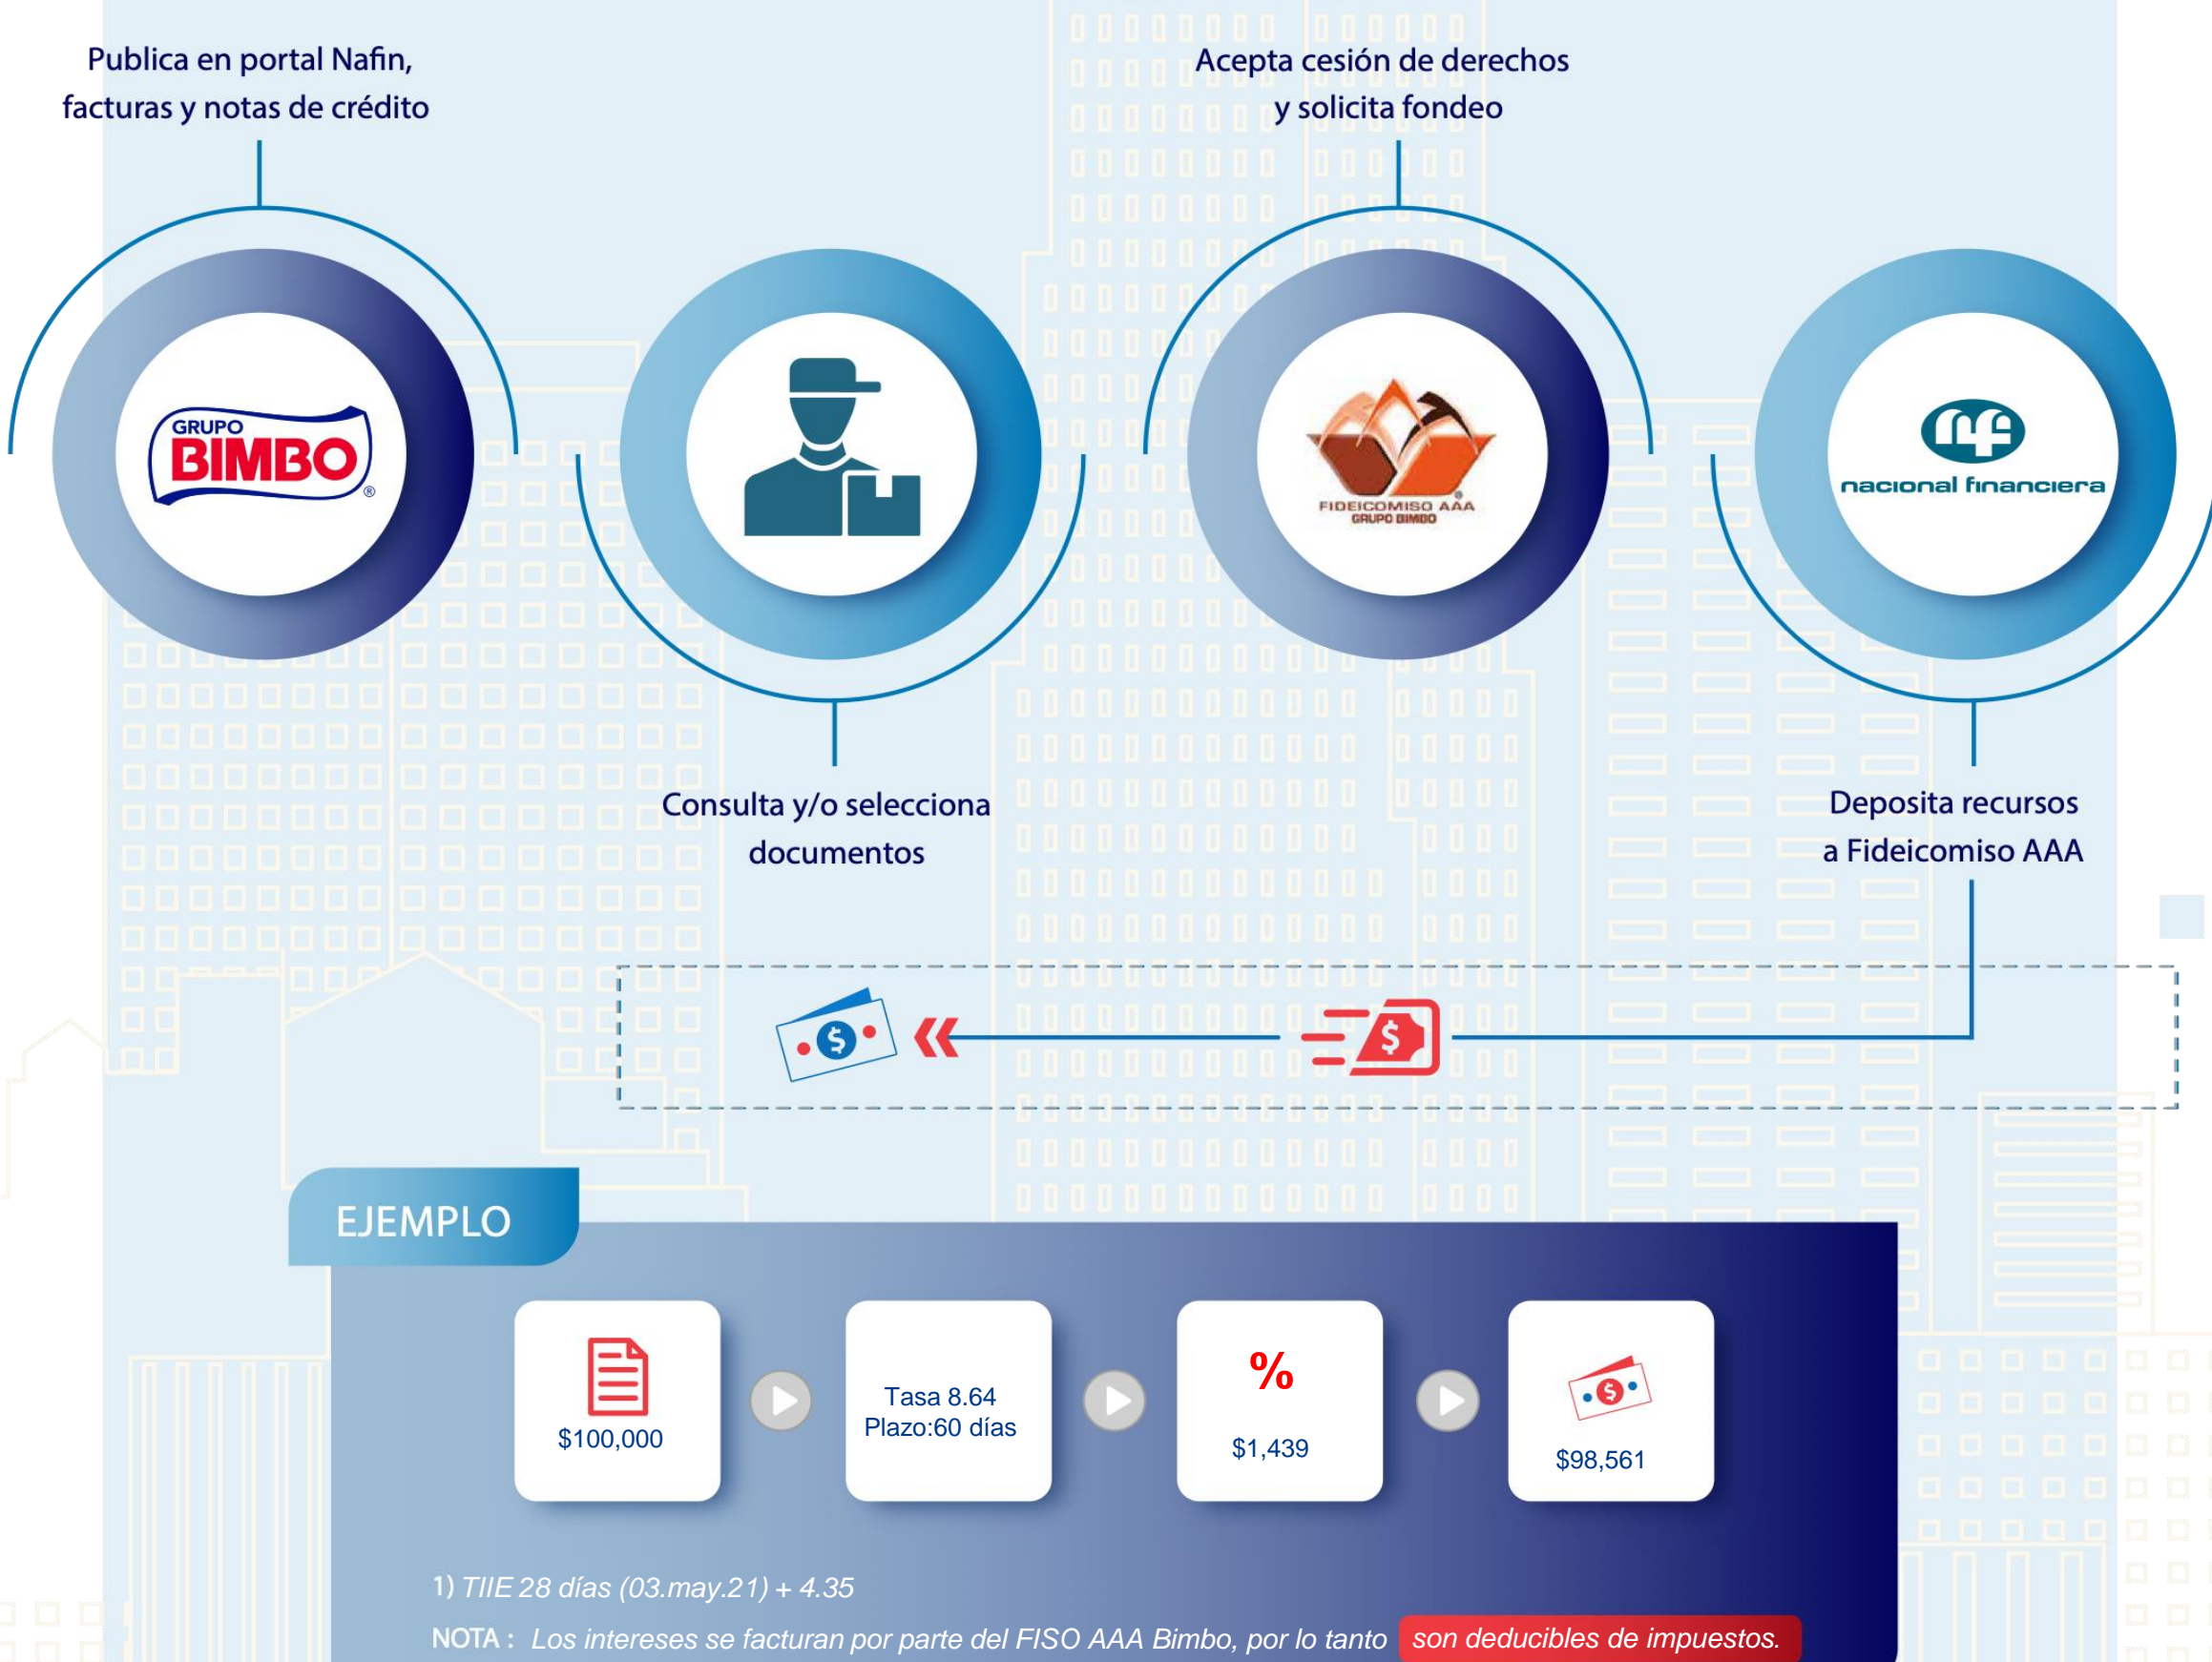 Publica en portal Nafin,
facturas y notas de crédito
Acepta cesión de derechos
y solicita fondeo
GRUPO
BIMBO
®
FIDEICOMISO AAA
GRUPO BIMBO
®
nf
nacional financiera
Consulta y/o selecciona
documentos
Deposita recursos
a Fideicomiso AAA
$
$
EJEMPLO
$100,000
Tasa 8.64
Plazo:60 días
%
$1,439
$
$98,561
1) TIIE 28 días (03.may.21) + 4.35
NOTA : Los intereses se facturan por parte del FISO AAA Bimbo, por lo tanto son deducibles de impuestos.